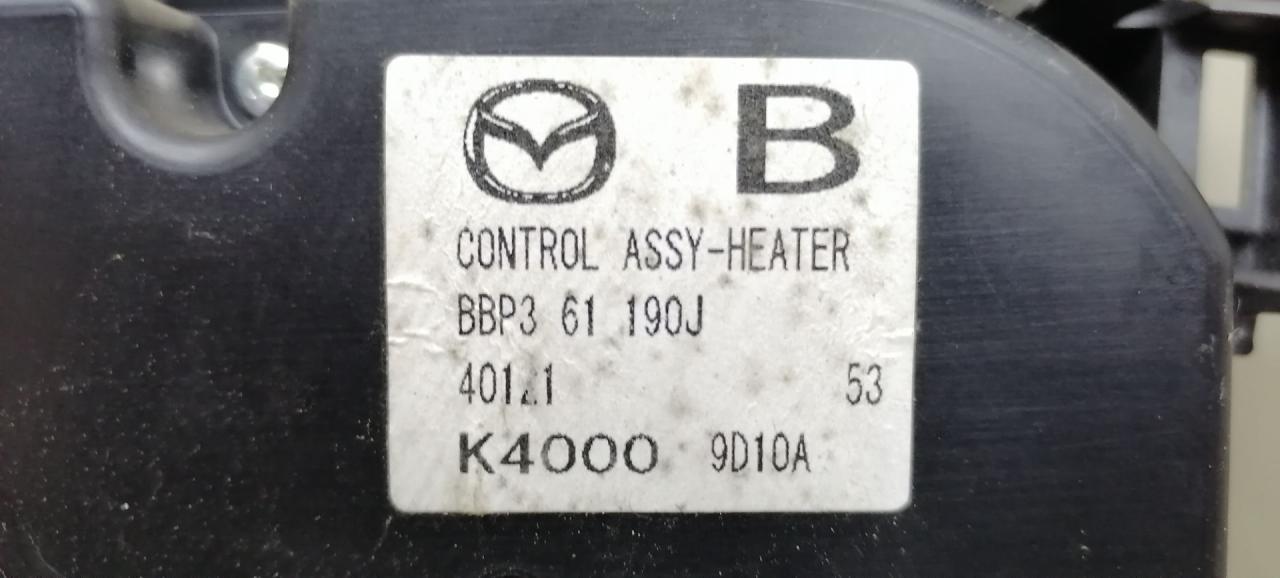 B
CONTROL ASSY-HEATER
BBP3 61 190J
53
K4000 9D10A